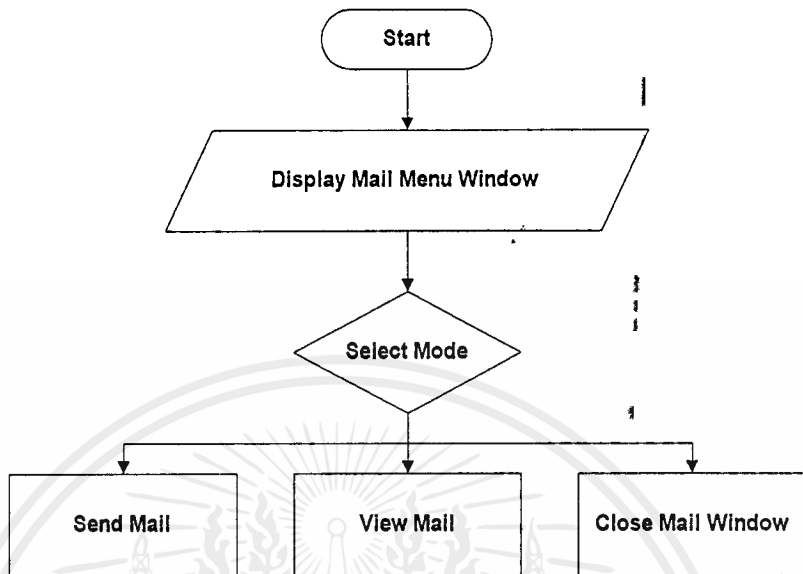 Start
Display Mail Menu Window
Select Mode
Send Mail
View Mail
Close Mail Window